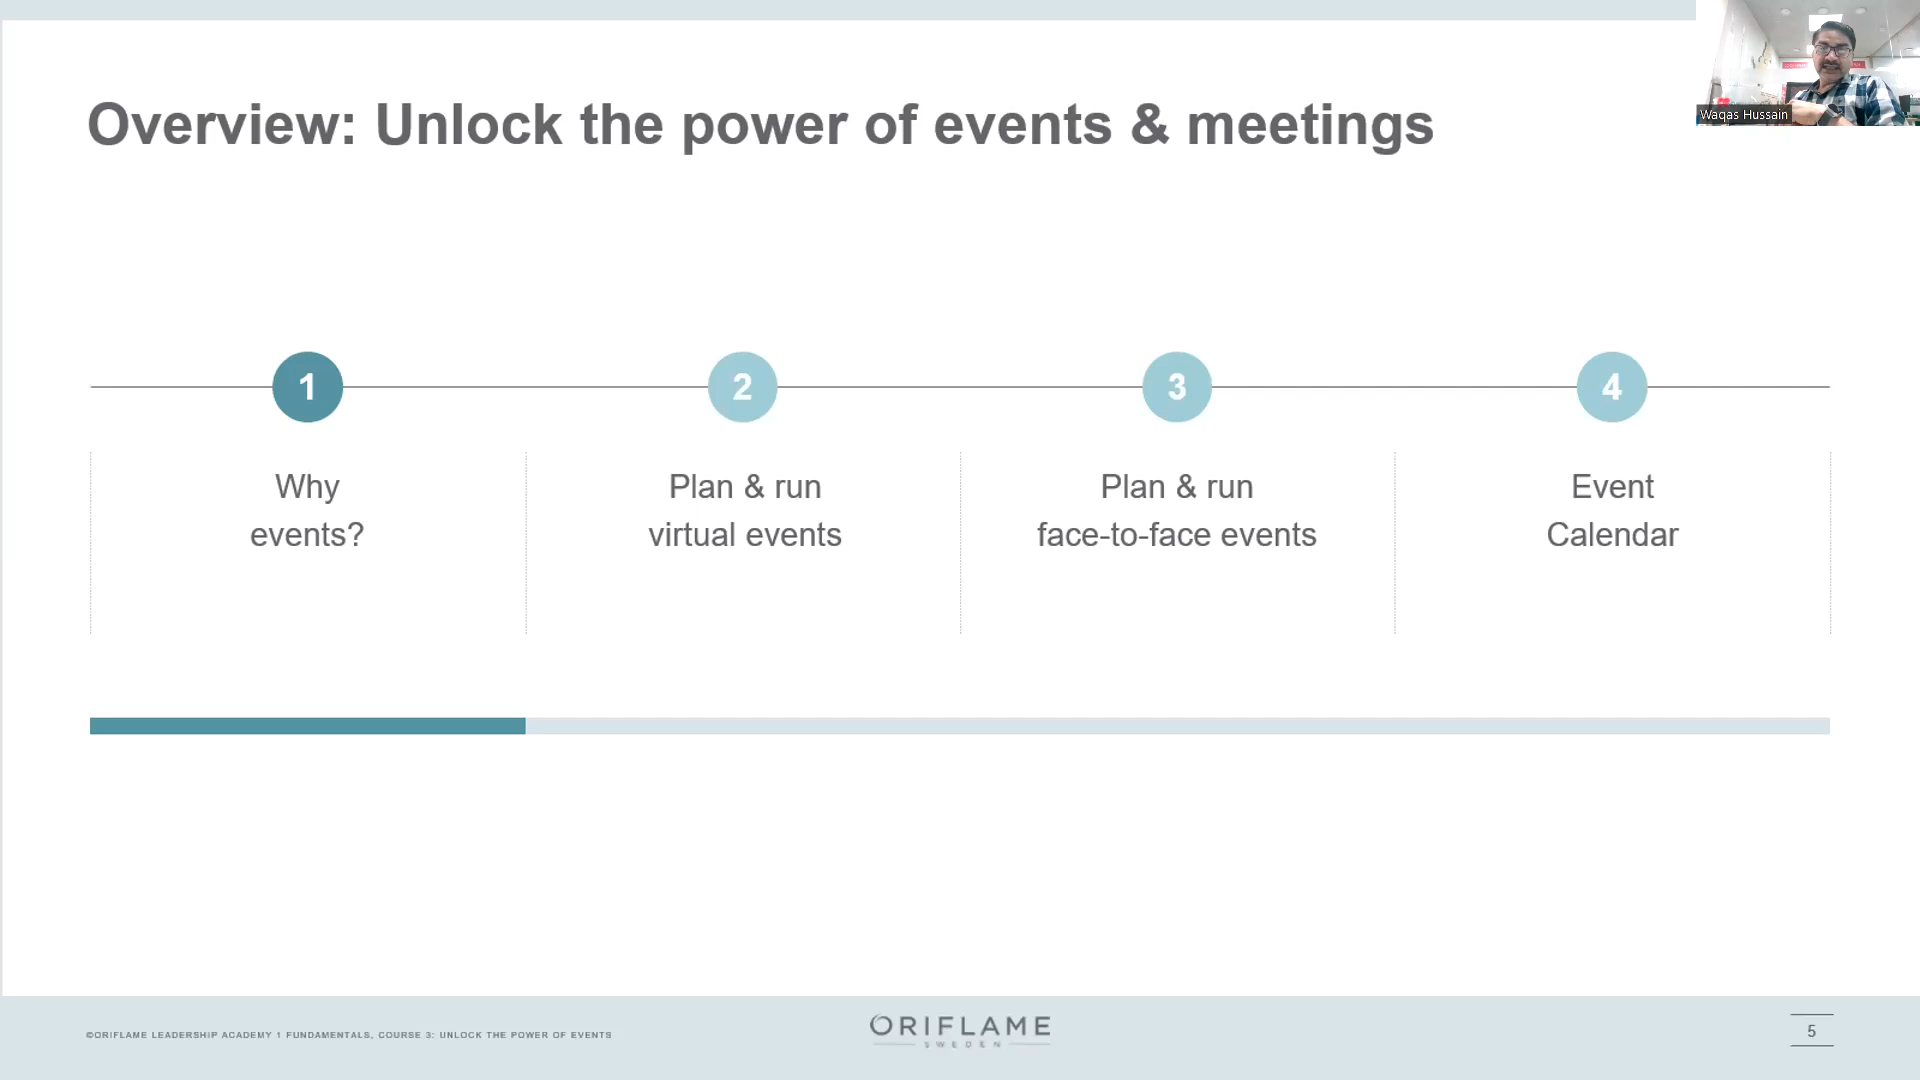 Overview: Unlock the power of events & meetings
Waqas Hussain
1
2
3
4
Why
events?
Plan & run
virtual events
Plan & run
face-to-face events
Event
Calendar
©ORIFLAME LEADERSHIP ACADEMY 1 FUNDAMENTALS, COURSE 3: UNLOCK THE POWER OF EVENTS
ORIFLAME
SWEDEN
5